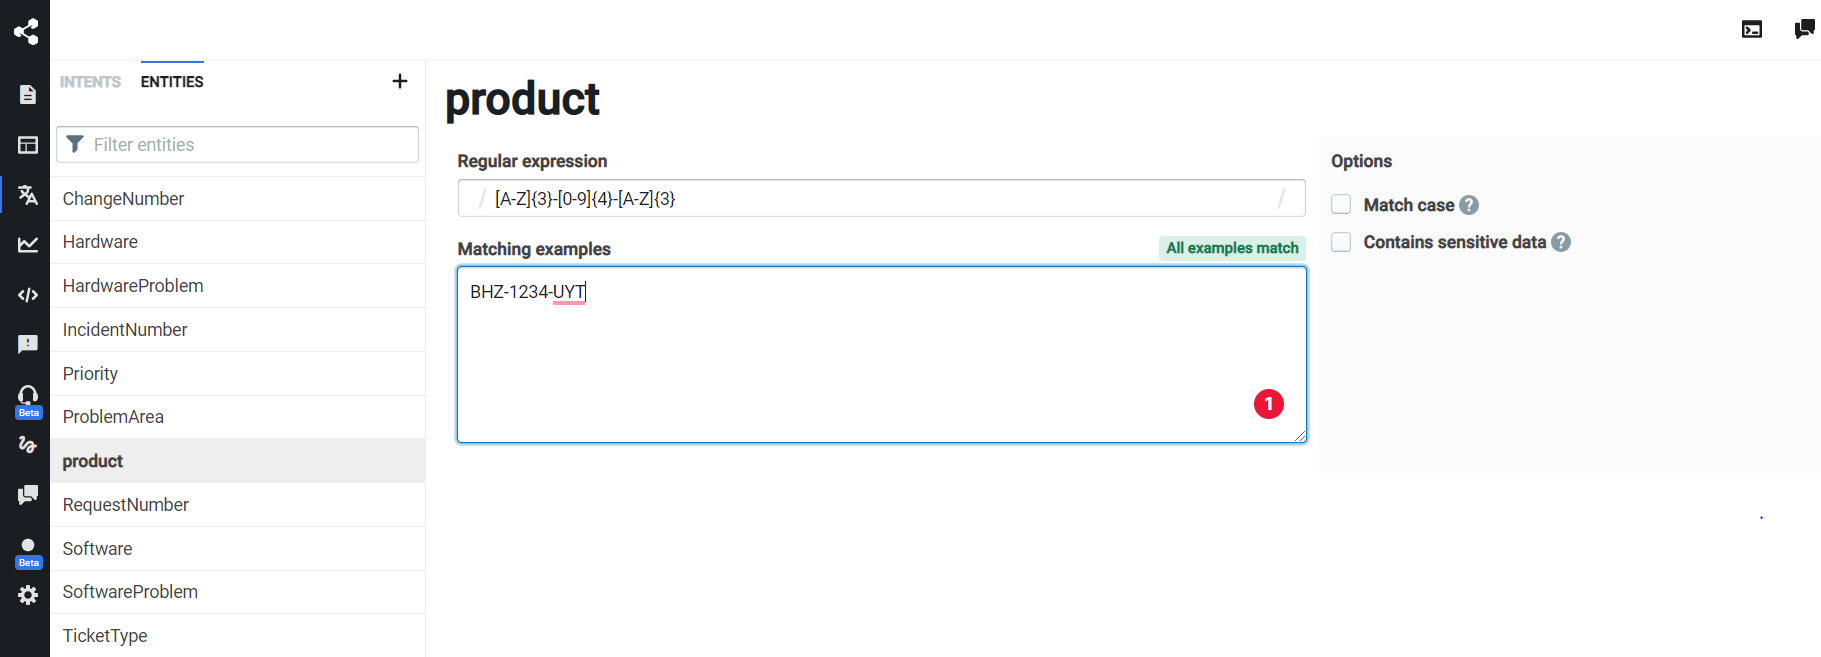 INTENTS ENTITIES
Filter entities
ChangeNumber
Hardware
HardwareProblem
IncidentNumber
Priority
ProblemArea
product
RequestNumber
Software
SoftwareProblem
TicketType
Beta
Beta
product
Regular expression
/ [A-Z]{3}-[0-9]{4}-[A-Z]{3} /
Matching examples All examples match
BHZ-1234-UYT
1
Options
Match case ?
Contains sensitive data ?